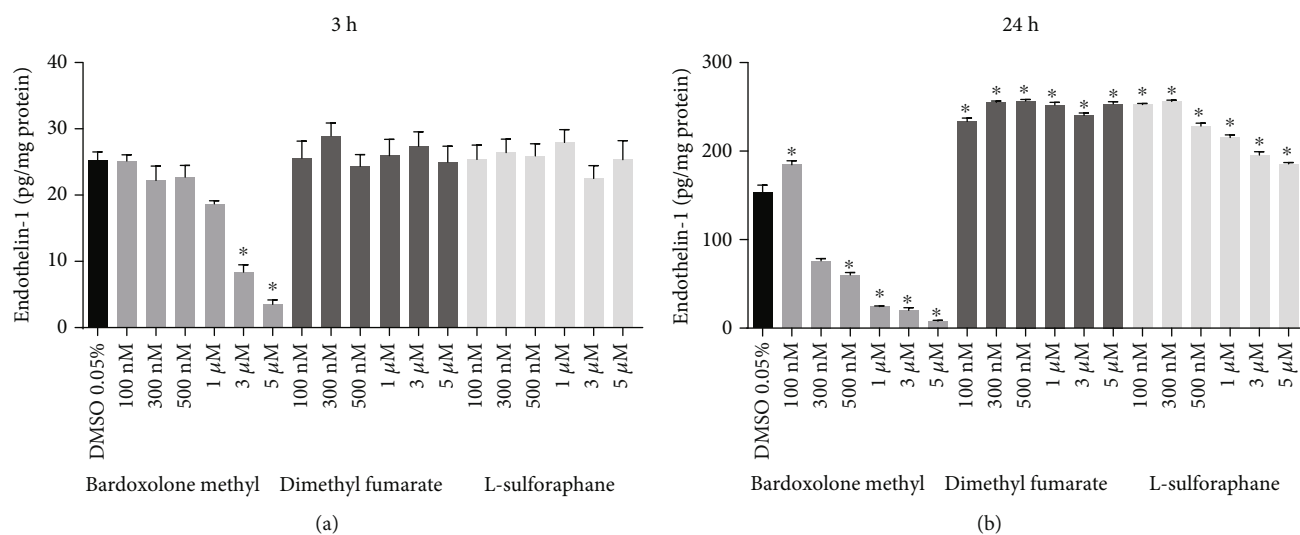 3 h
Endothelin-1 (pg/mg protein)
40
30
20
10
0
* *
DMSO 0.05% 100 nM 300 nM 500 nM 1 µM 3 µM 5 µM 100 nM 300 nM 500 nM 1 µM 3 µM 5 µM 100 nM 300 nM 500 nM 1 µM 3 µM 5 µM
Bardoxolone methyl Dimethyl fumarate L-sulforaphane
(a)
24 h
Endothelin-1 (pg/mg protein)
300
200
100
0
* * * * * * * * * * * * * * * * *
DMSO 0.05% 100 nM 300 nM 500 nM 1 µM 3 µM 5 µM 100 nM 300 nM 500 nM 1 µM 3 µM 5 µM 100 nM 300 nM 500 nM 1 µM 3 µM 5 µM
Bardoxolone methyl Dimethyl fumarate L-sulforaphane
(b)